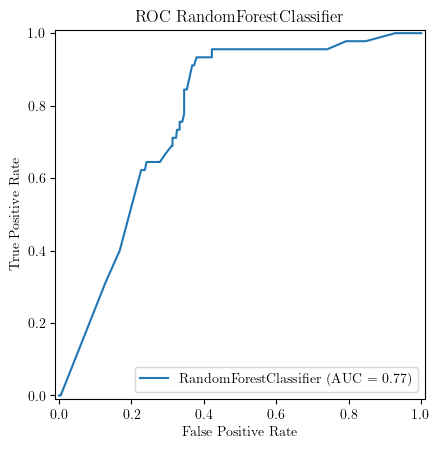 ROC RandomForestClassifier
1.0
0.8
0.6
0.4
0.2
0.0
True Positive Rate
RandomForestClassifier (AUC = 0.77)
0.0 0.2 0.4 0.6 0.8 1.0
False Positive Rate